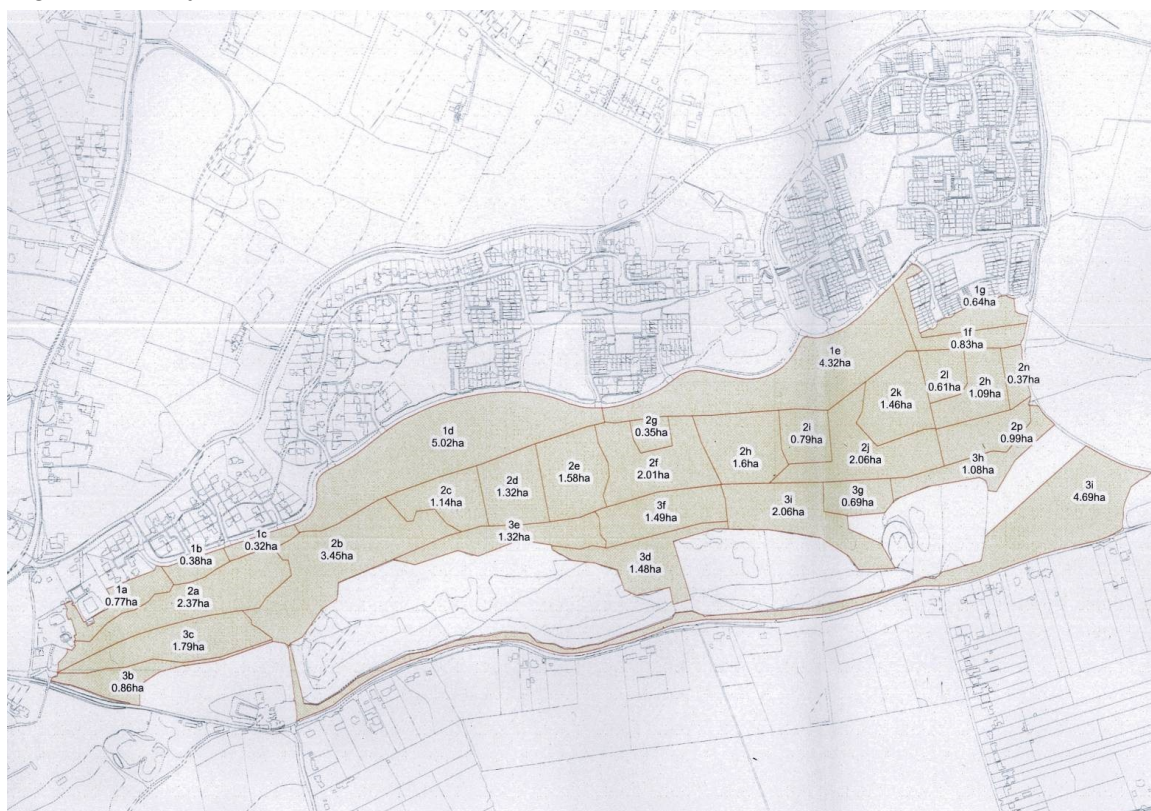 1g
0.64ha
1f
0.83ha
1e
4.32ha
2n
0.37ha
2l
0.61ha
2h
1.09ha
2k
1.46ha
2p
0.99ha
2g
0.35ha
2i
0.79ha
1d
5.02ha
2h
1.6ha
2j
2.06ha
3h
1.08ha
2f
2.01ha
2e
1.58ha
2d
1.32ha
2c
1.14ha
3i
4.69ha
3g
0.69ha
3i
2.06ha
3f
1.49ha
3e
1.32ha
1c
0.32ha
2b
3.45ha
1b
0.38ha
3d
1.48ha
1a
0.77ha
2a
2.37ha
3c
1.79ha
3b
0.86ha